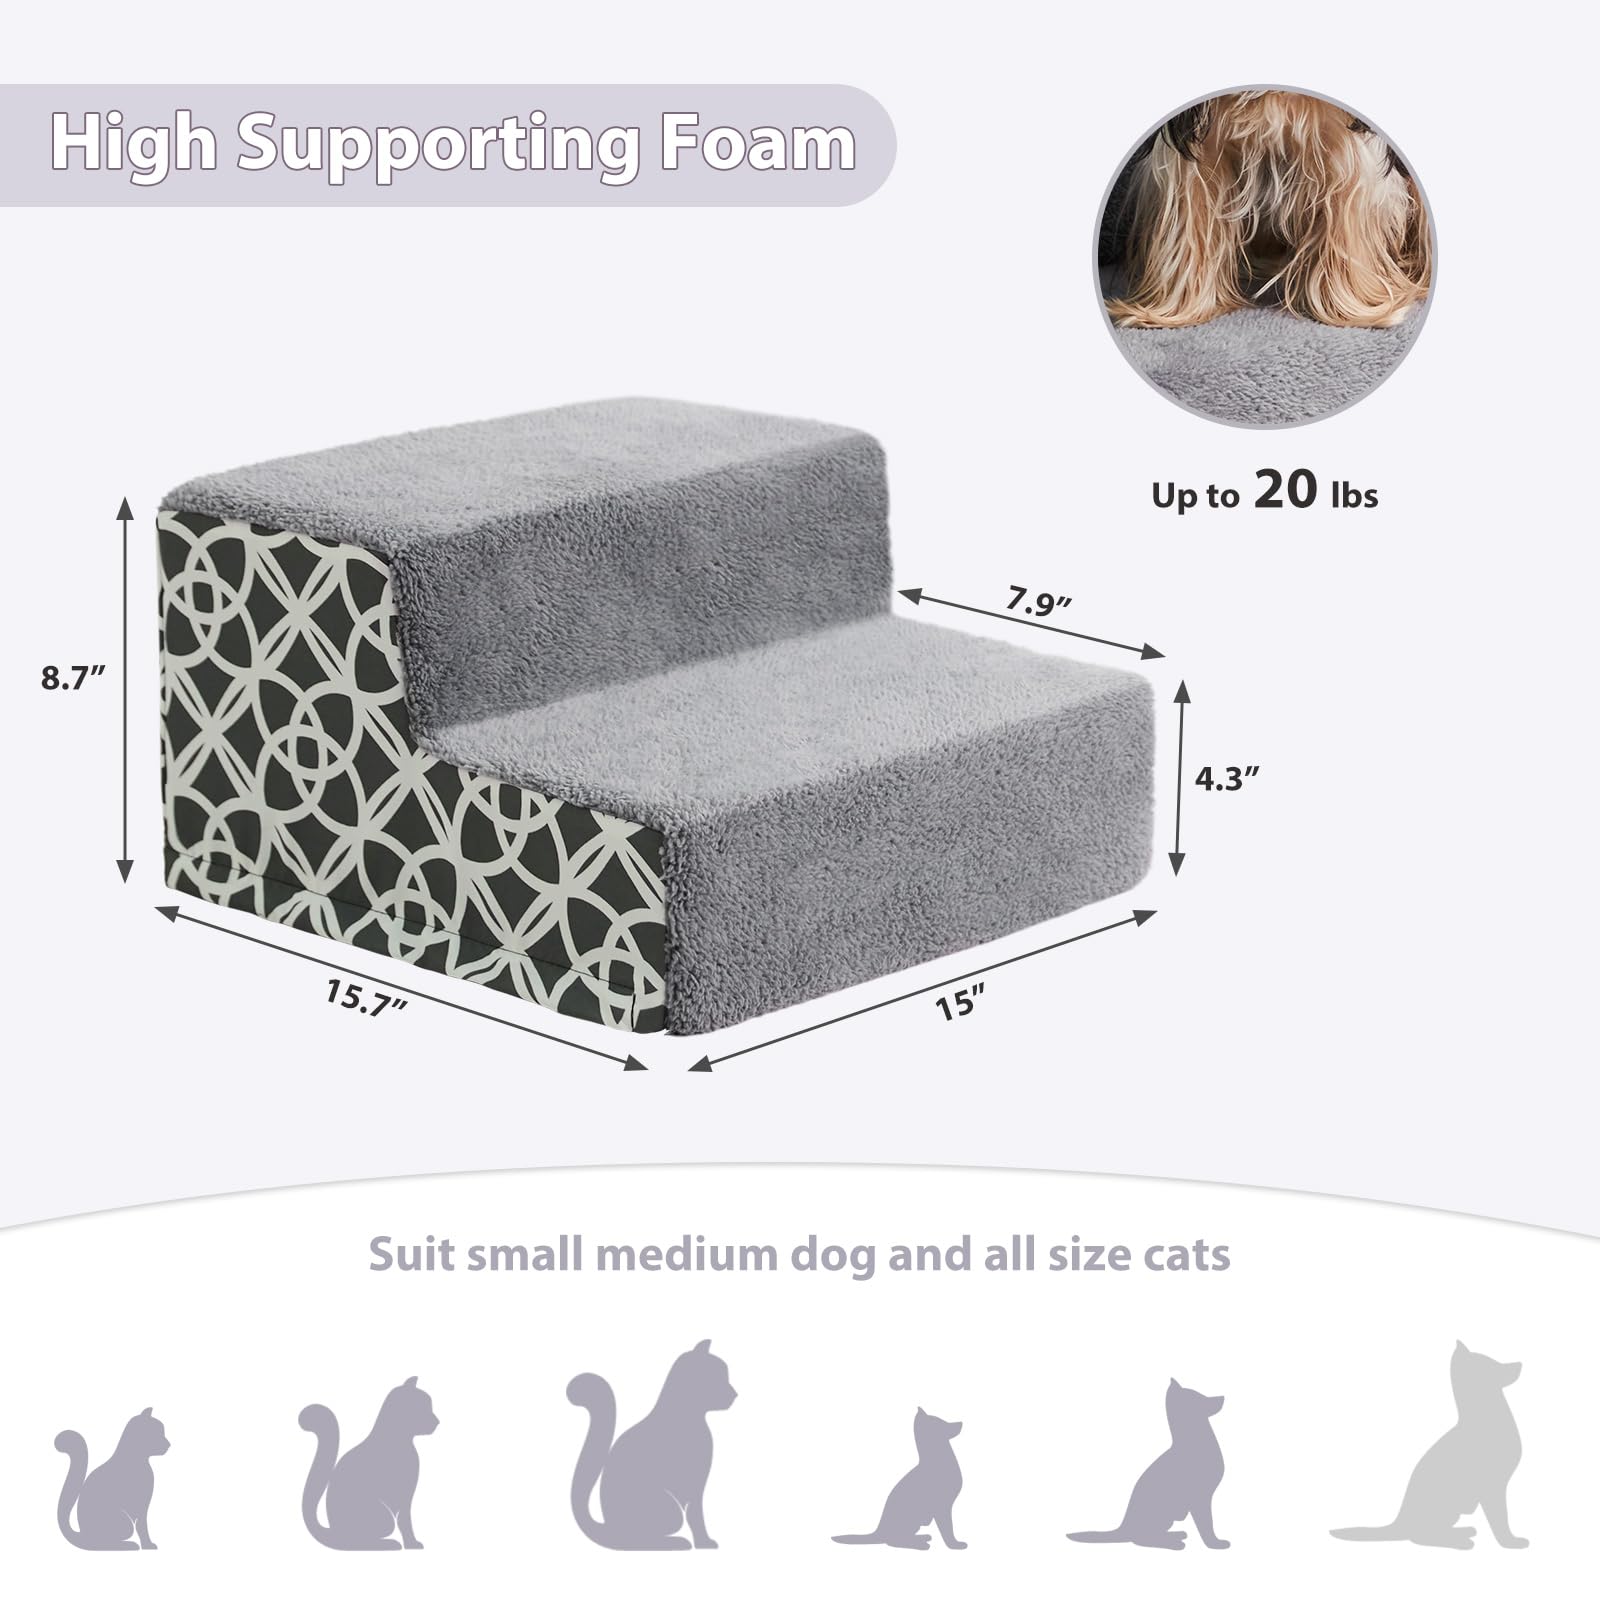 High Supporting Foam
Up to 20 lbs
7.9”
8.7”
4.3”
15.7”
15”
Suit small medium dog and all size cats